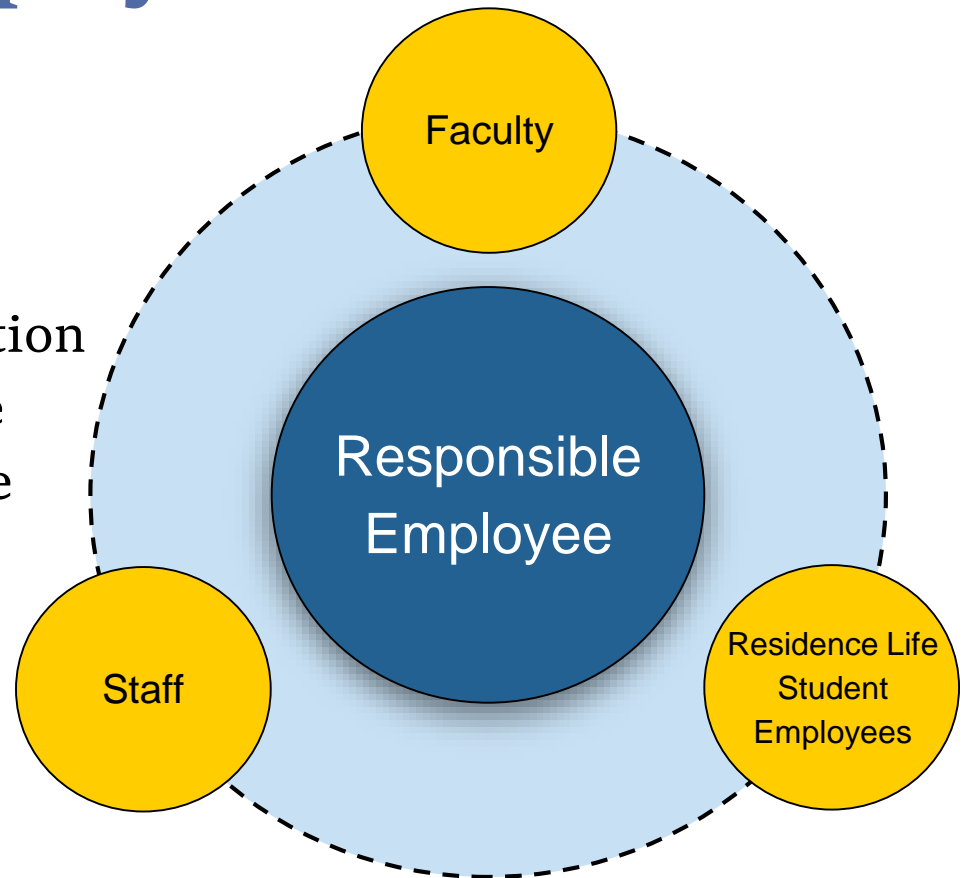 Faculty
tion
e
e
Responsible
Employee
Staff
Residence Life
Student
Employees